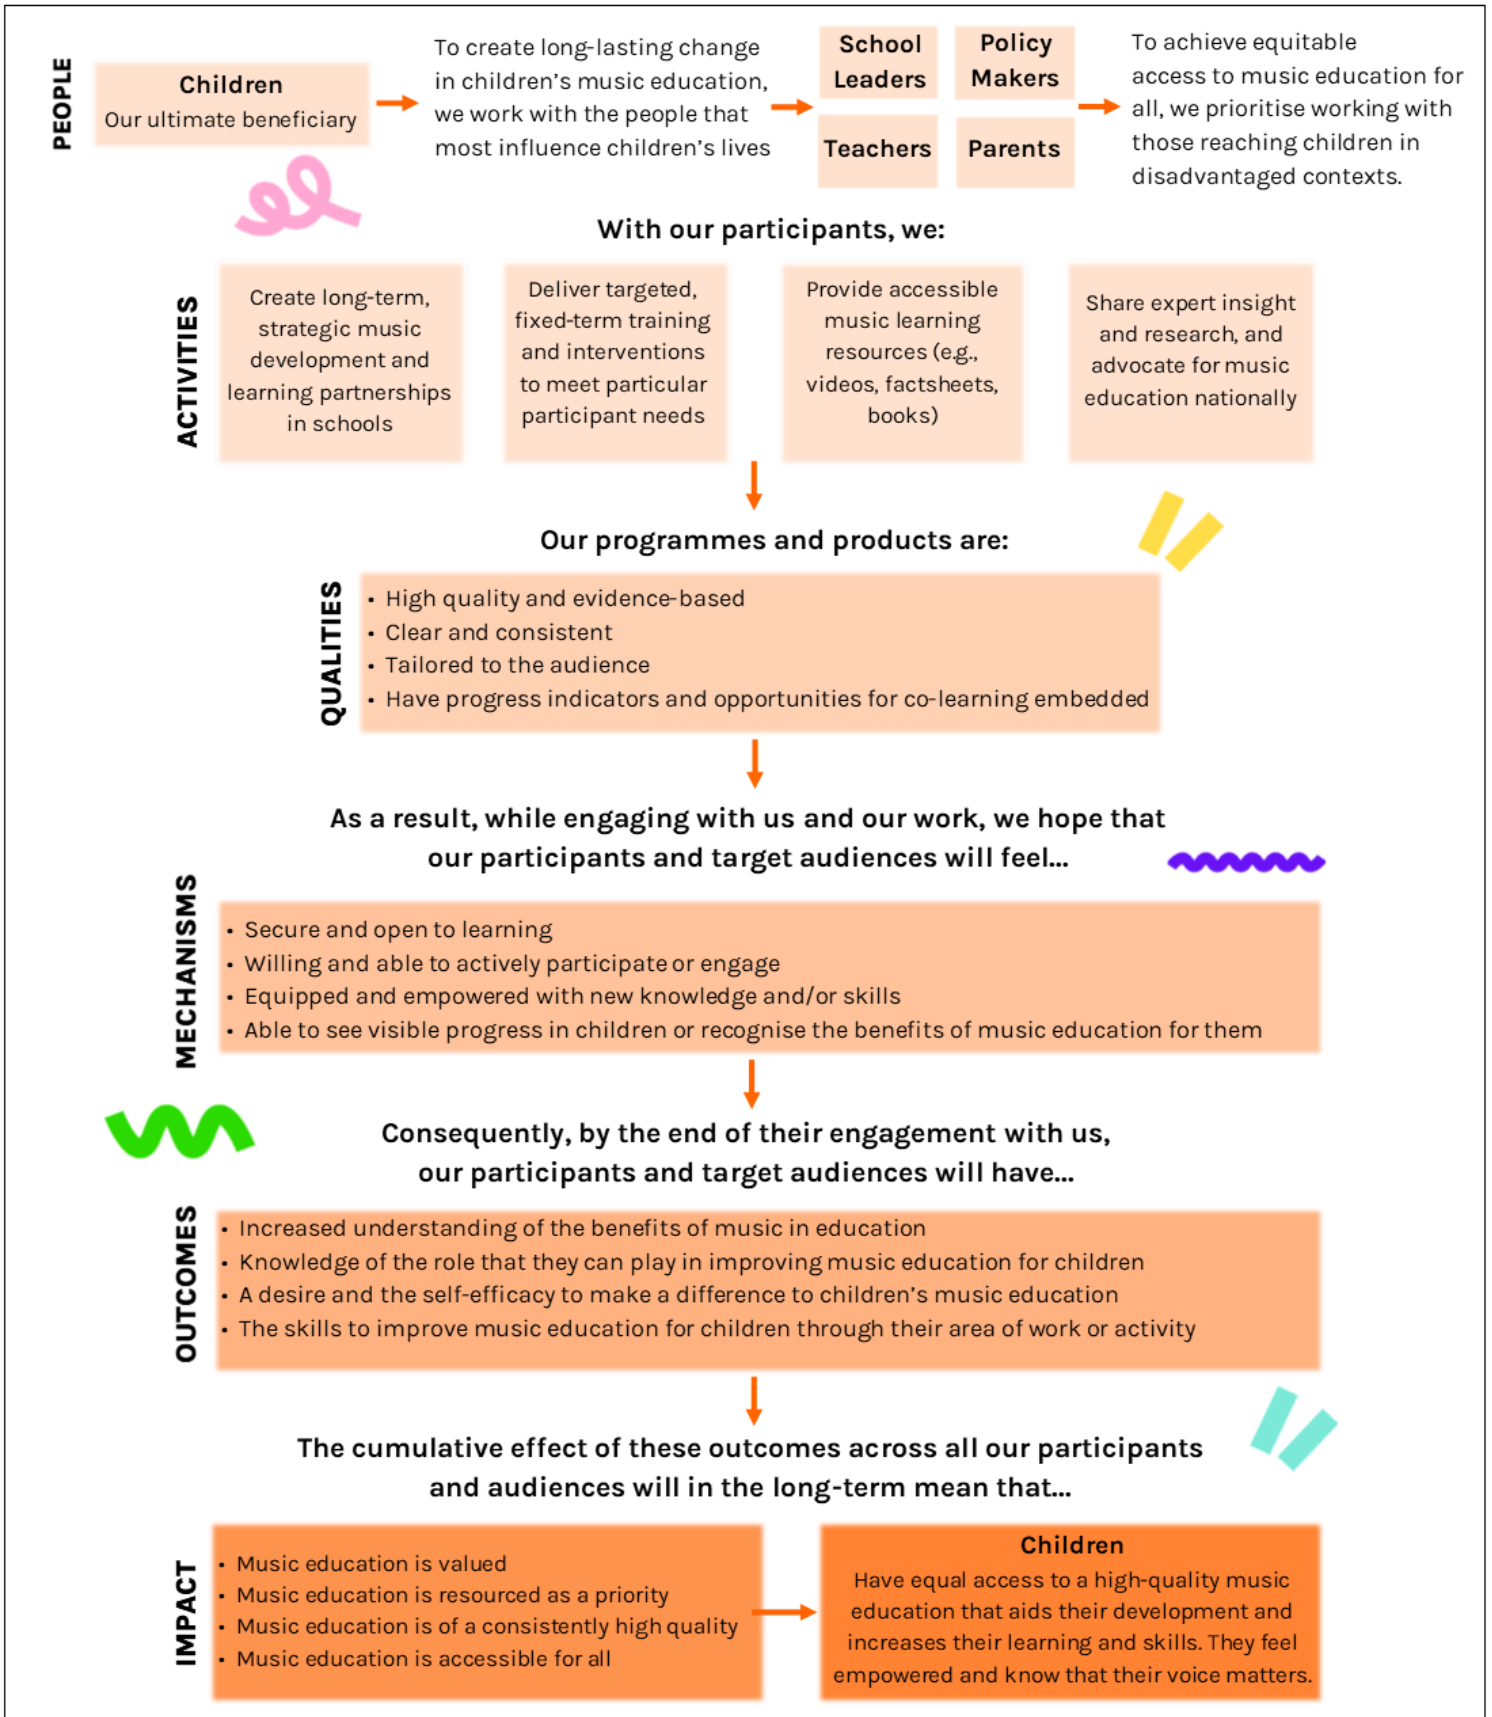 PEOPLE
Children
Our ultimate beneficiary
To create long-lasting change
in children's music education,
we work with the people that
most influence children's lives
School
Leaders
Policy
Makers
Teachers
Parents
To achieve equitable
access to music education for
all, we prioritise working with
those reaching children in
disadvantaged contexts.
With our participants, we:
ACTIVITIES
Create long-term,
strategic music
development and
learning partnerships
in schools
Deliver targeted,
fixed-term training
and interventions
to meet particular
participant needs
Provide accessible
music learning
resources (e.g.,
videos, factsheets,
books)
Share expert insight
and research, and
advocate for music
education nationally
Our programmes and products are:
QUALITIES
• High quality and evidence-based
• Clear and consistent
• Tailored to the audience
• Have progress indicators and opportunities for co-learning embedded
As a result, while engaging with us and our work, we hope that
our participants and target audiences will feel...
MECHANISMS
• Secure and open to learning
• Willing and able to actively participate or engage
• Equipped and empowered with new knowledge and/or skills
• Able to see visible progress in children or recognise the benefits of music education for them
Consequently, by the end of their engagement with us,
our participants and target audiences will have...
OUTCOMES
• Increased understanding of the benefits of music in education
• Knowledge of the role that they can play in improving music education for children
• A desire and the self-efficacy to make a difference to children's music education
• The skills to improve music education for children through their area of work or activity
The cumulative effect of these outcomes across all our participants
and audiences will in the long-term mean that...
IMPACT
• Music education is valued
• Music education is resourced as a priority
• Music education is of a consistently high quality
• Music education is accessible for all
Children
Have equal access to a high-quality music
education that aids their development and
increases their learning and skills. They feel
empowered and know that their voice matters.